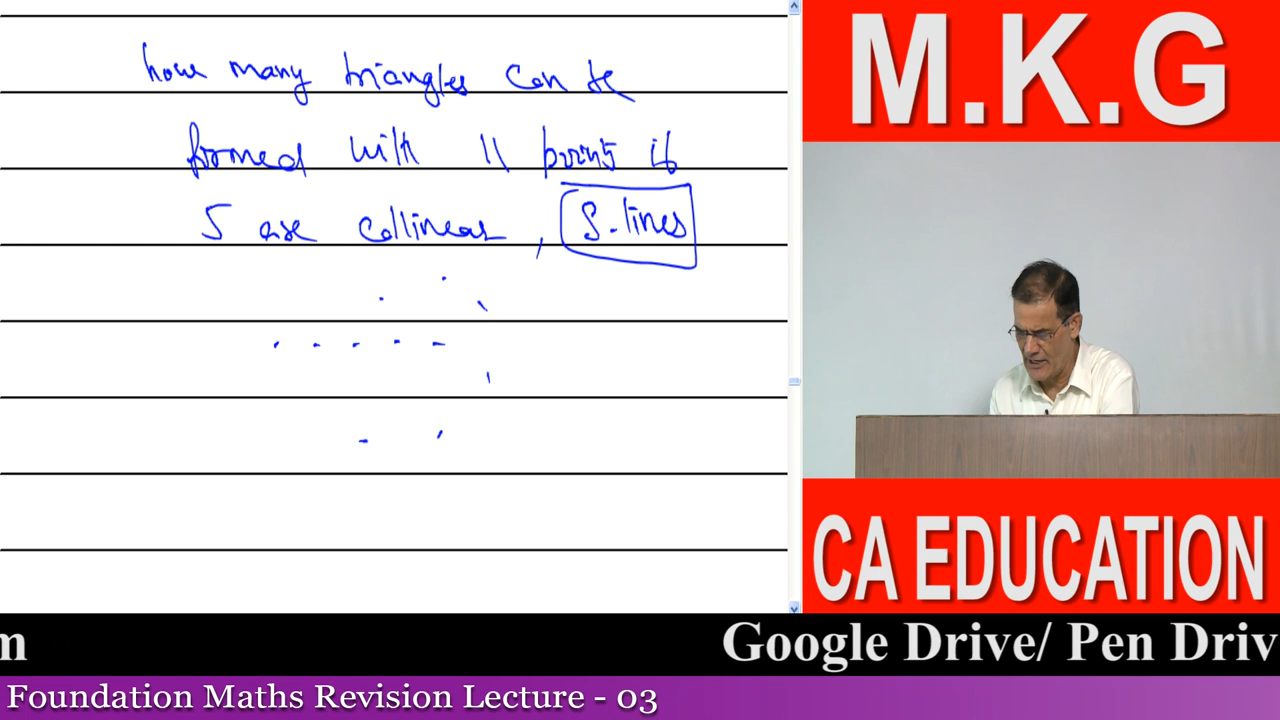 how many triangles can be
formed with 11 points if
5 are collinear, S-lines
M.K.G
CA EDUCATION
m Google Drive/ Pen Driv
Foundation Maths Revision Lecture - 03